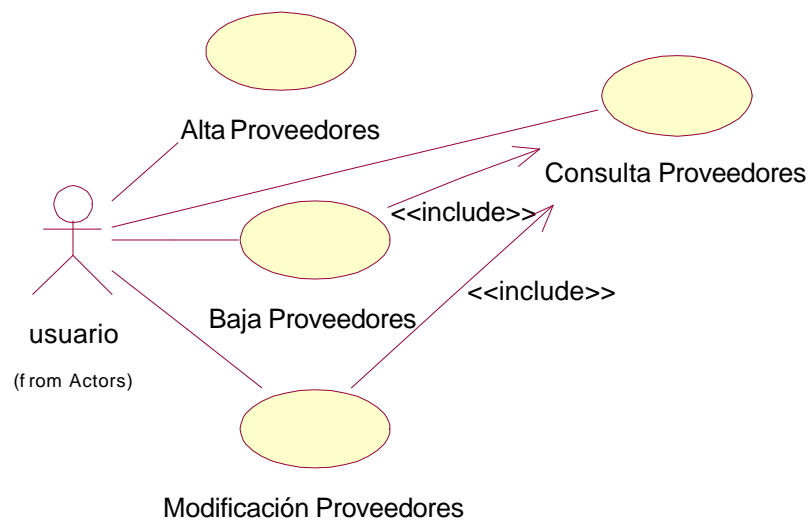 Alta Proveedores
Consulta Proveedores
<<include>>
<<include>>
Baja Proveedores
usuario
(from Actors)
Modificación Proveedores